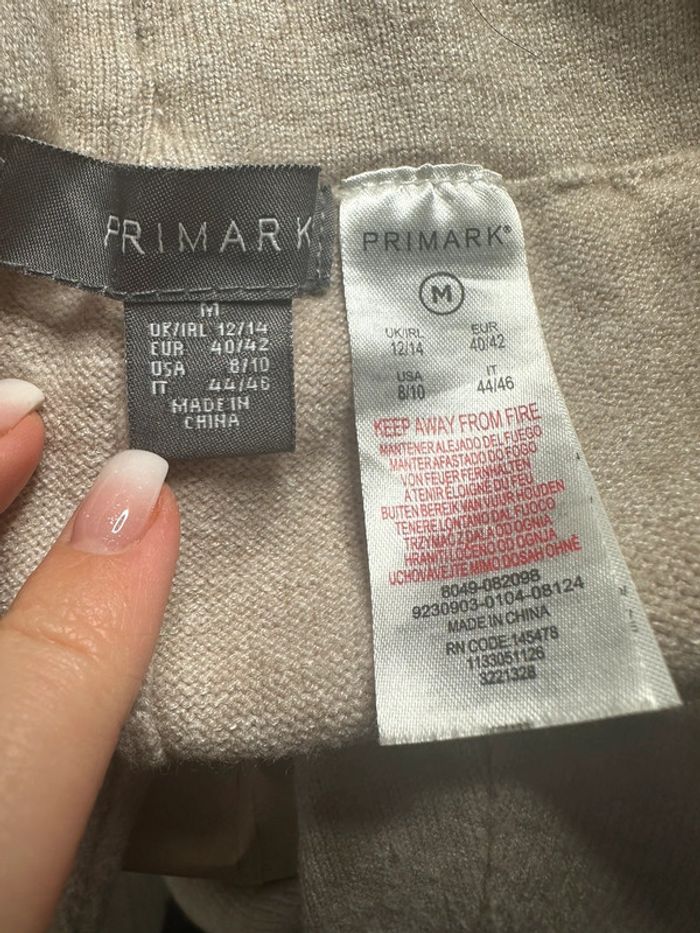 PRIMARK
M
UK/IRL 12/14
EUR 40/42
USA 8/10
IT 44/46
MADE IN
CHINA
PRIMARK®
M
UK/IRL EUR
12/14 40/42
USA IT
8/10 44/46
KEEP AWAY FROM FIRE
MANTENER ALEJADO DEL FUEGO
MANTER AFASTADO DO FOGO
VON FEUER FERNHALTEN
A TENIR ÉLOIGNÉ DU FEU
BUITEN BEREIK VAN VUUR HOUDEN
TENERE LONTANO DAL FUOCO
TRZYMAĆ Z DALA OD OGNIA
HRANITI LOČENO OD OGNJA
UCHOVÁVEJTE MIMO DOSAH OHNĚ
8049-082098
9230903-0104-08124
MADE IN CHINA
RN CODE:145478
1133051126
3221328